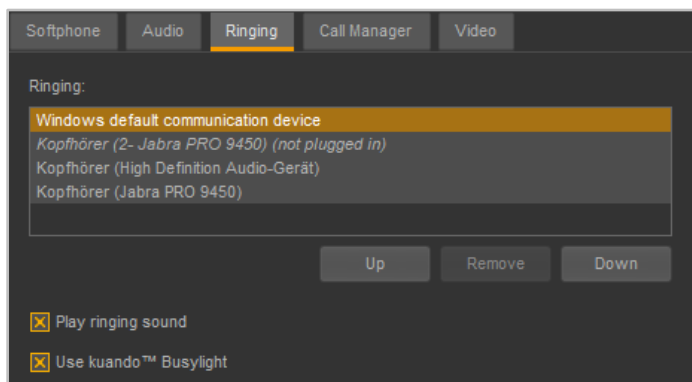 Softphone Audio Ringing Call Manager Video
Ringing:
Windows default communication device
Kopfhörer (2- Jabra PRO 9450) (not plugged in)
Kopfhörer (High Definition Audio-Gerät)
Kopfhörer (Jabra PRO 9450)
Up Remove Down
Play ringing sound
Use kuando™ Busylight